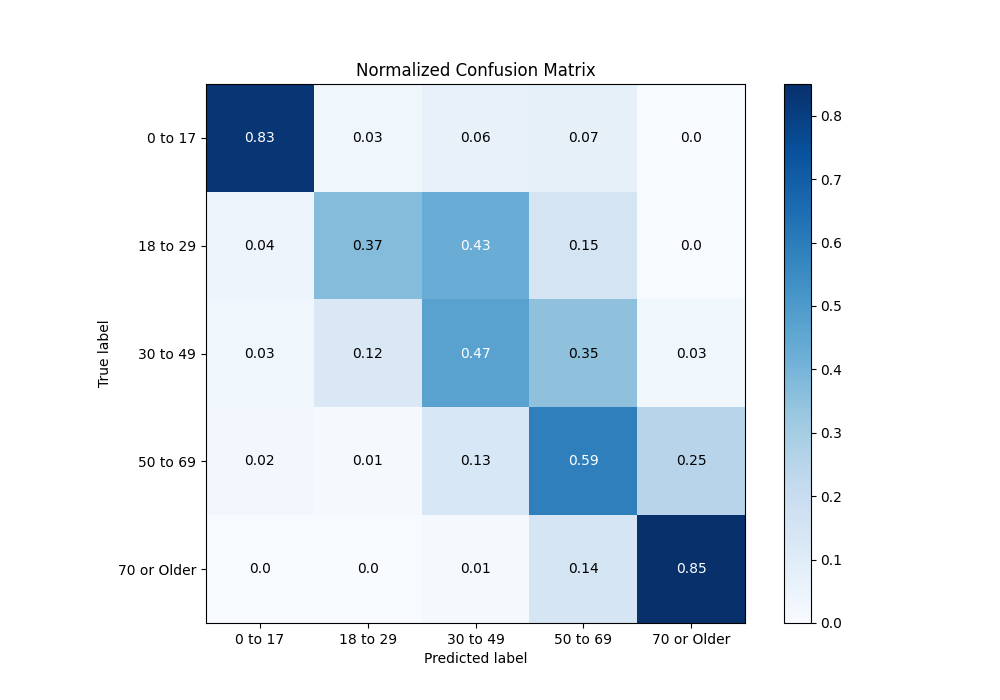 Normalized Confusion Matrix
True label
0 to 17 0.83 0.03 0.06 0.07 0.0
18 to 29 0.04 0.37 0.43 0.15 0.0
30 to 49 0.03 0.12 0.47 0.35 0.03
50 to 69 0.02 0.01 0.13 0.59 0.25
70 or Older 0.0 0.0 0.01 0.14 0.85
0 to 17 18 to 29 30 to 49 50 to 69 70 or Older
Predicted label
0.8
0.7
0.6
0.5
0.4
0.3
0.2
0.1
0.0